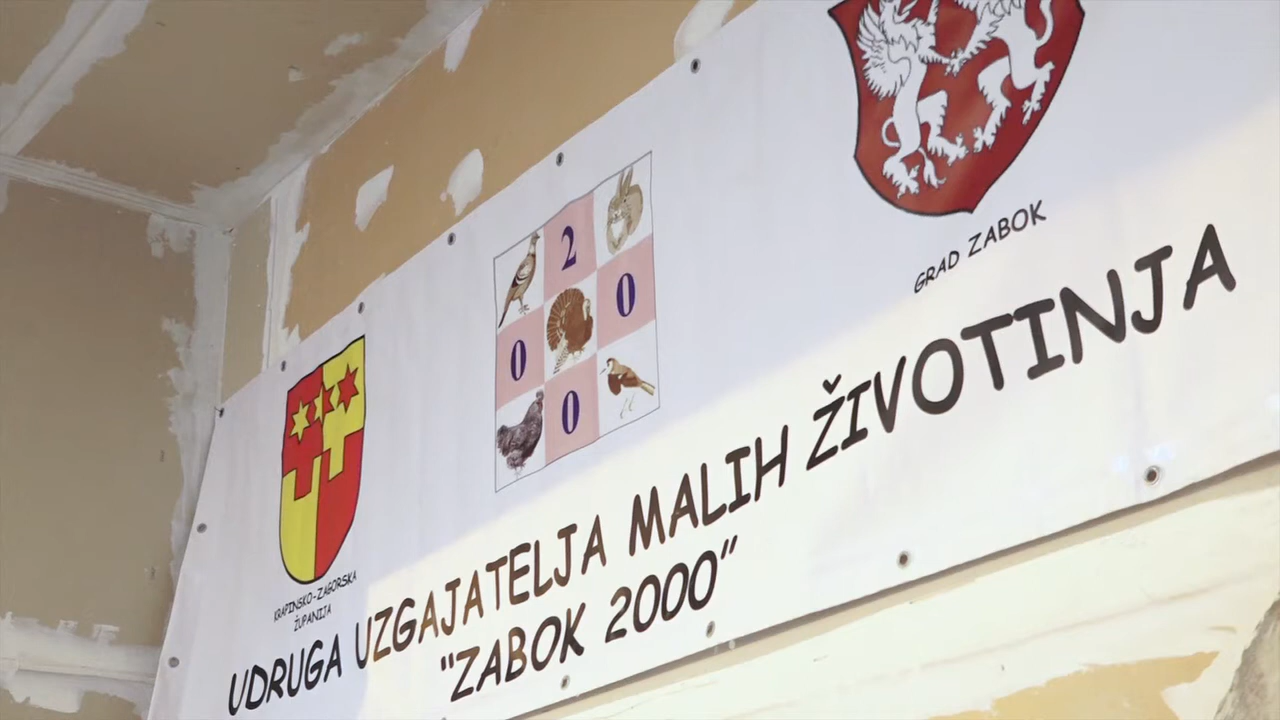 GRAD ZABOK
2
0
0
0
KRAPINSKO-ZAGORSKA
ŽUPANIJA
UDRUGA UZGAJATELJA MALIH ŽIVOTINJA
"ZABOK 2000"